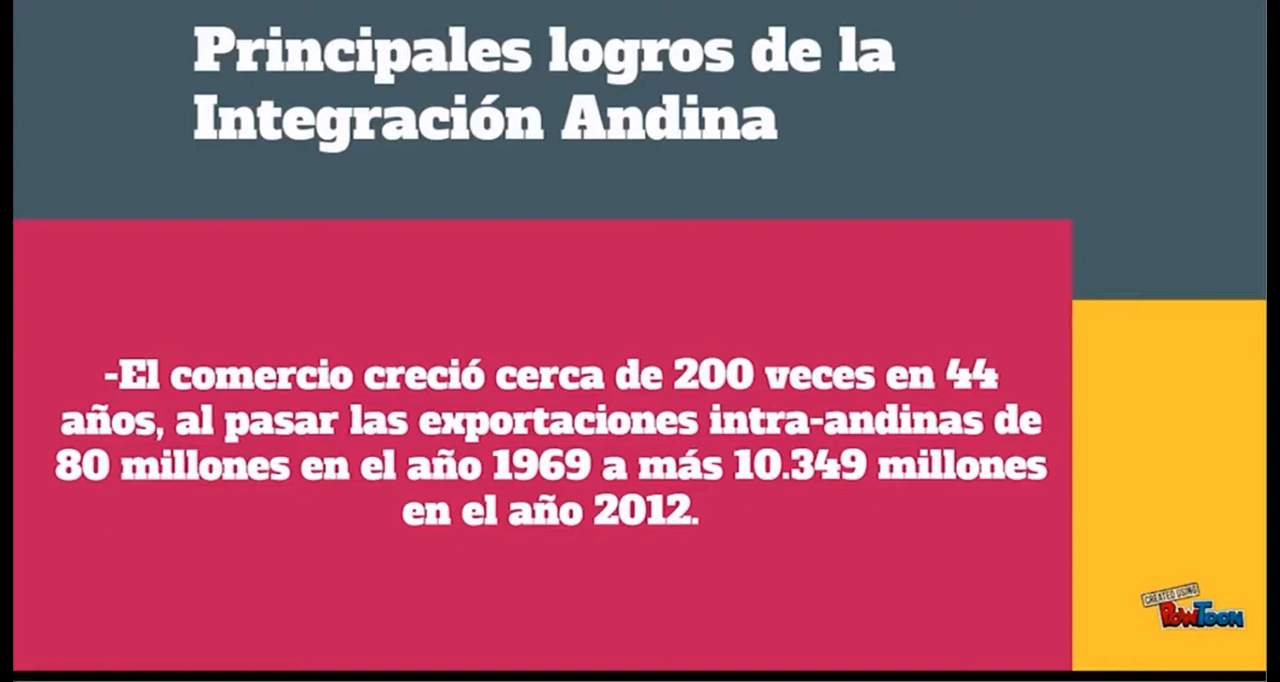 Principales logros de la
Integración Andina
-El comercio creció cerca de 200 veces en 44
años, al pasar las exportaciones intra-andinas de
80 millones en el año 1969 a más 10.349 millones
en el año 2012.
CREATED USING
POWTOON